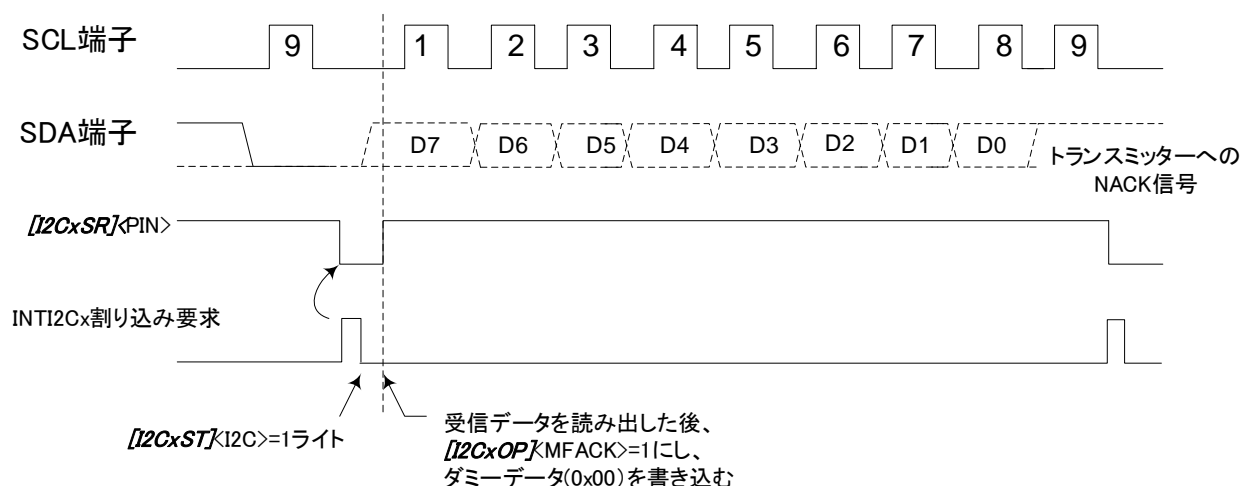 SCL端子
9 1 2 3 4 5 6 7 8 9
SDA端子
D7 D6 D5 D4 D3 D2 D1 D0
トランスミッターへの
NACK信号
[I2CxSR]<PIN>
INTI2Cx割り込み要求
[I2CxST]<I2C>=1ライト
受信データを読み出した後、
[I2CxOP]<MFACK>=1にし、
ダミーデータ(0x00)を書き込む